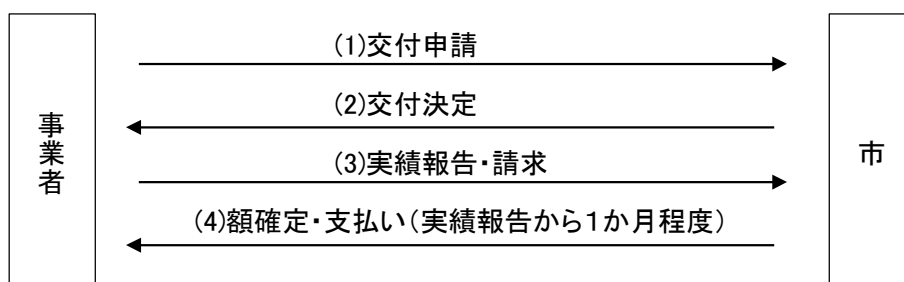 事業者
(1)交付申請
(2)交付決定
(3)実績報告・請求
(4)額確定・支払い(実績報告から１か月程度)
市